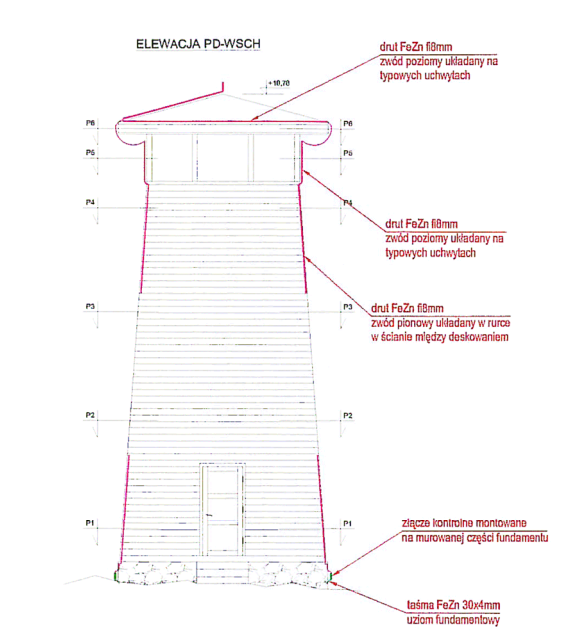 ELEWACJA PD-WSCH
drut FeZn fi8mm
zwód poziomy układany na
typowych uchwytach
+10,70
P6 P6
P5 P5
P4 P4
drut FeZn fi8mm
zwód poziomy układany na
typowych uchwytach
P3 P3
drut FeZn fi8mm
zwód pionowy układany w rurce
w ścianie między deskowaniem
P2 P2
P1 P1
złącze kontrolne montowane
na murowanej części fundamentu
taśma FeZn 30x4mm
uziom fundamentowy